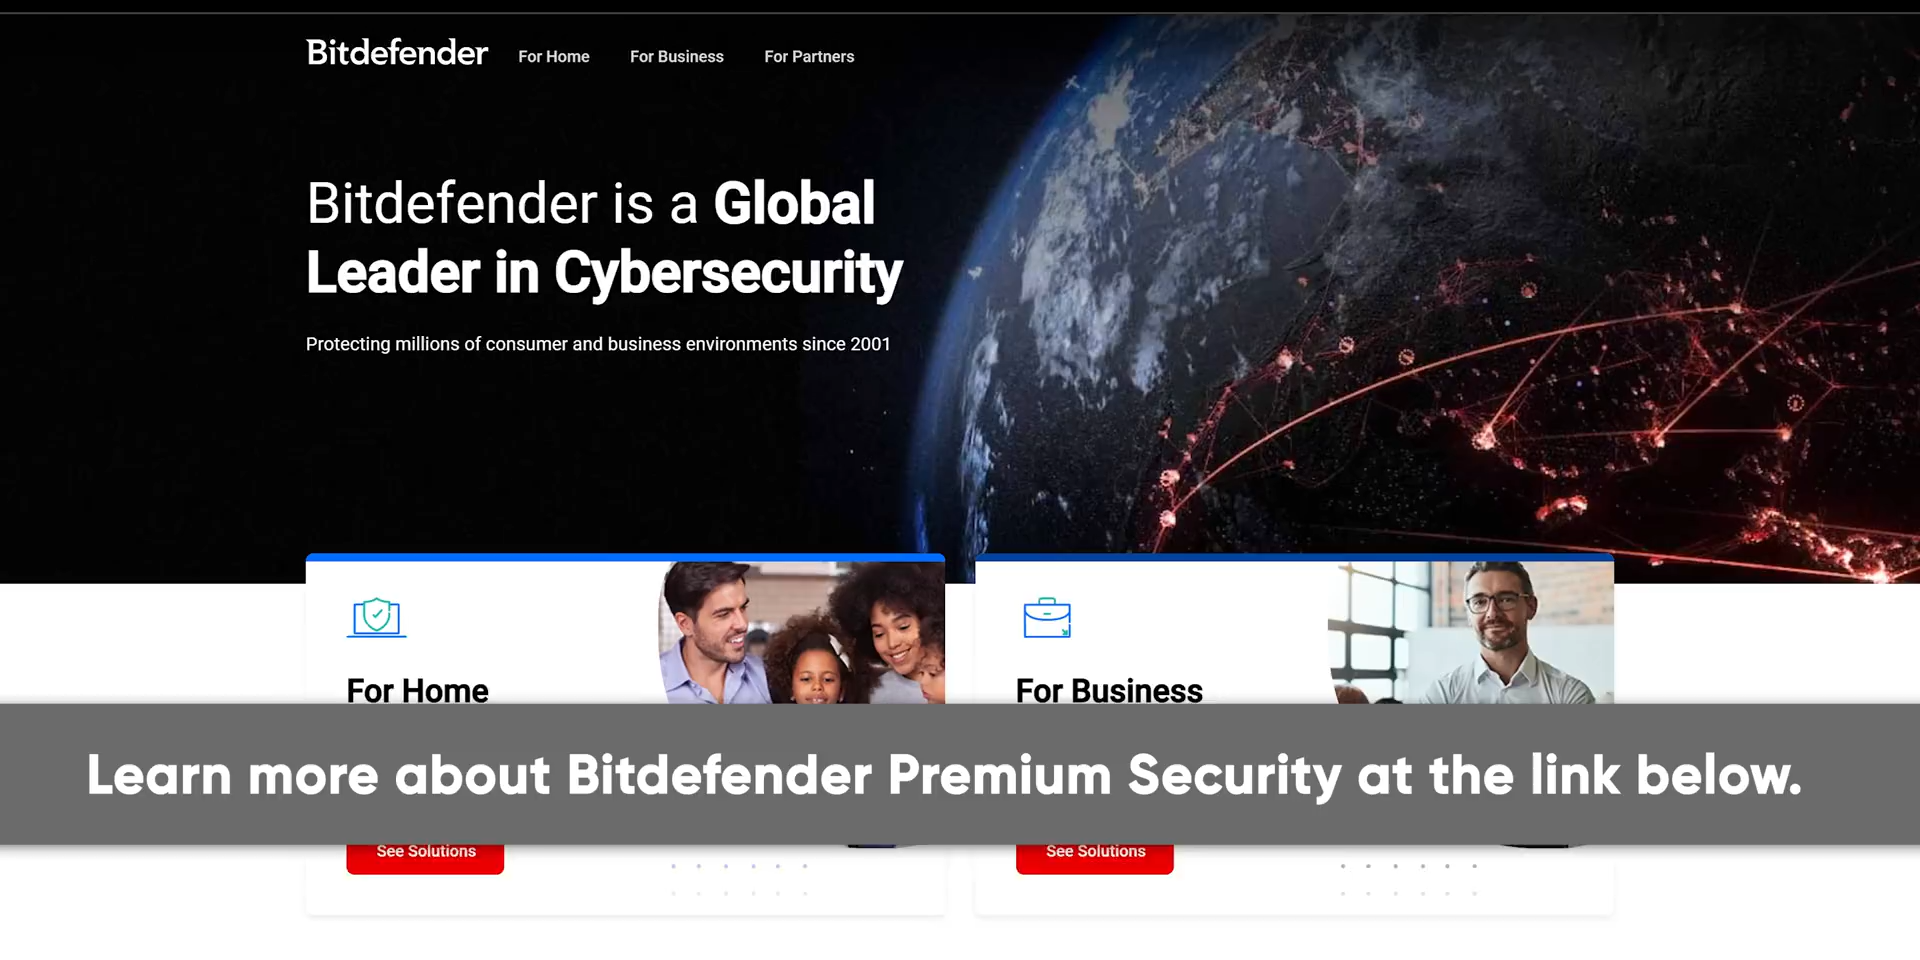 Bitdefender For Home For Business For Partners
Bitdefender is a Global
Leader in Cybersecurity
Protecting millions of consumer and business environments since 2001
For Home
For Business
Learn more about Bitdefender Premium Security at the link below.
See Solutions
See Solutions